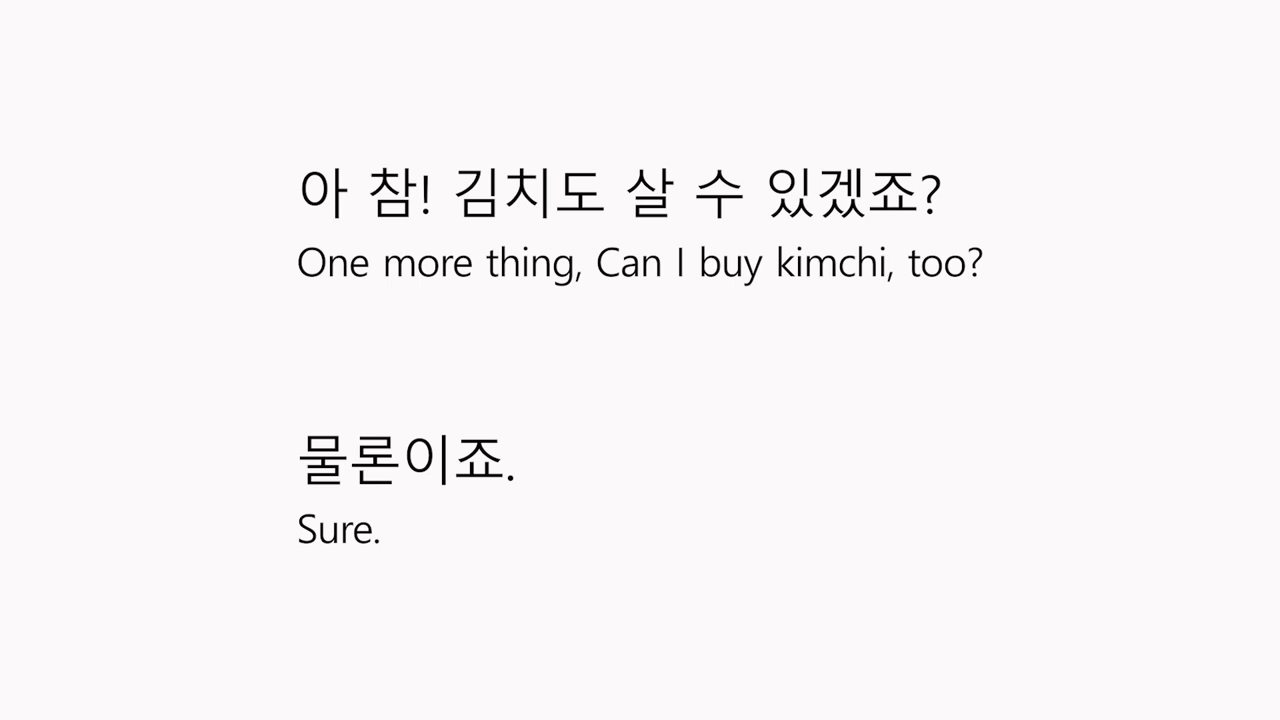 아 참! 김치도 살 수 있겠죠?
One more thing, Can I buy kimchi, too?
물론이죠.
Sure.